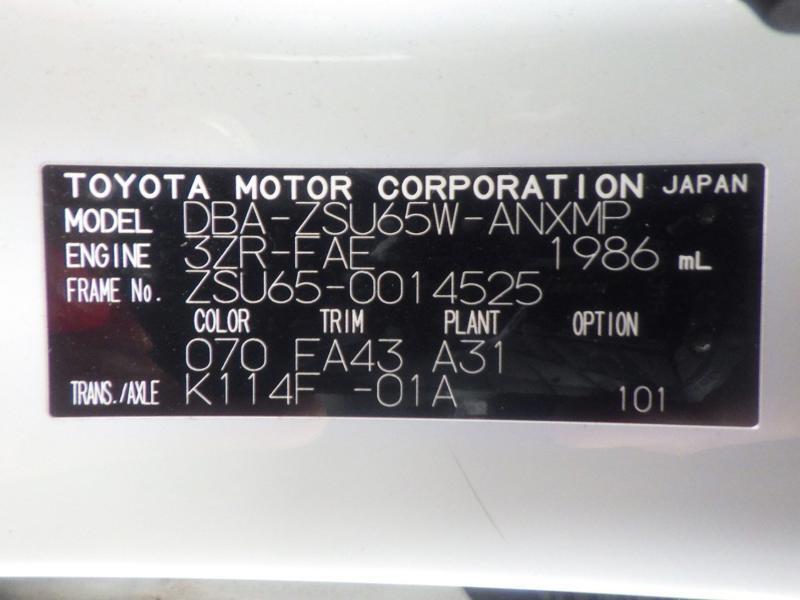 TOYOTA MOTOR CORPORATION JAPAN
MODEL DBA-ZSU65W-ANXMP
ENGINE 3ZR-FAE 1986 mL
FRAME No. ZSU65-0014525
COLOR TRIM PLANT OPTION
070 FA43 A31
TRANS./AXLE K114F -01A 101